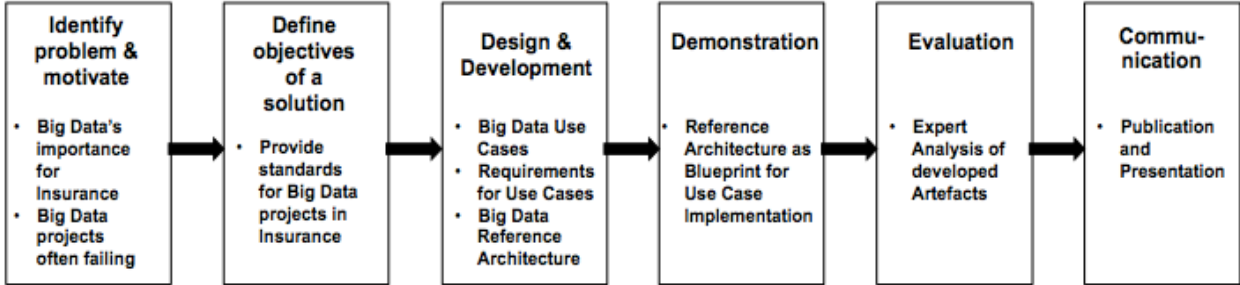 Identify
problem &
motivate
• Big Data's
importance
for
Insurance
• Big Data
projects
often failing
Define
objectives
of a
solution
• Provide
standards
for Big Data
projects in
Insurance
Design &
Development
• Big Data Use
Cases
• Requirements
for Use Cases
• Big Data
Reference
Architecture
Demonstration
• Reference
Architecture as
Blueprint for
Use Case
Implementation
Evaluation
• Expert
Analysis of
developed
Artefacts
Commu-
nication
• Publication
and
Presentation